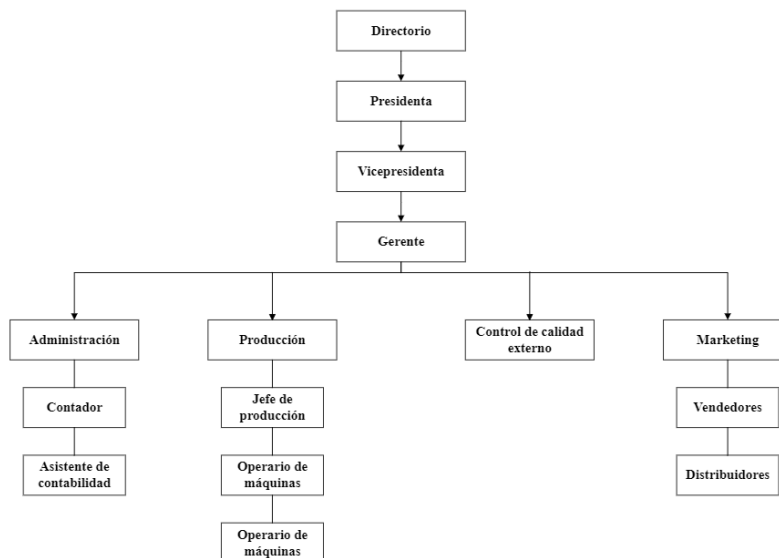 Directorio
Presidenta
Vicepresidenta
Gerente
Administración
Producción
Control de calidad
externo
Marketing
Contador
Jefe de
producción
Vendedores
Asistente de
contabilidad
Operario de
máquinas
Distribuidores
Operario de
máquinas